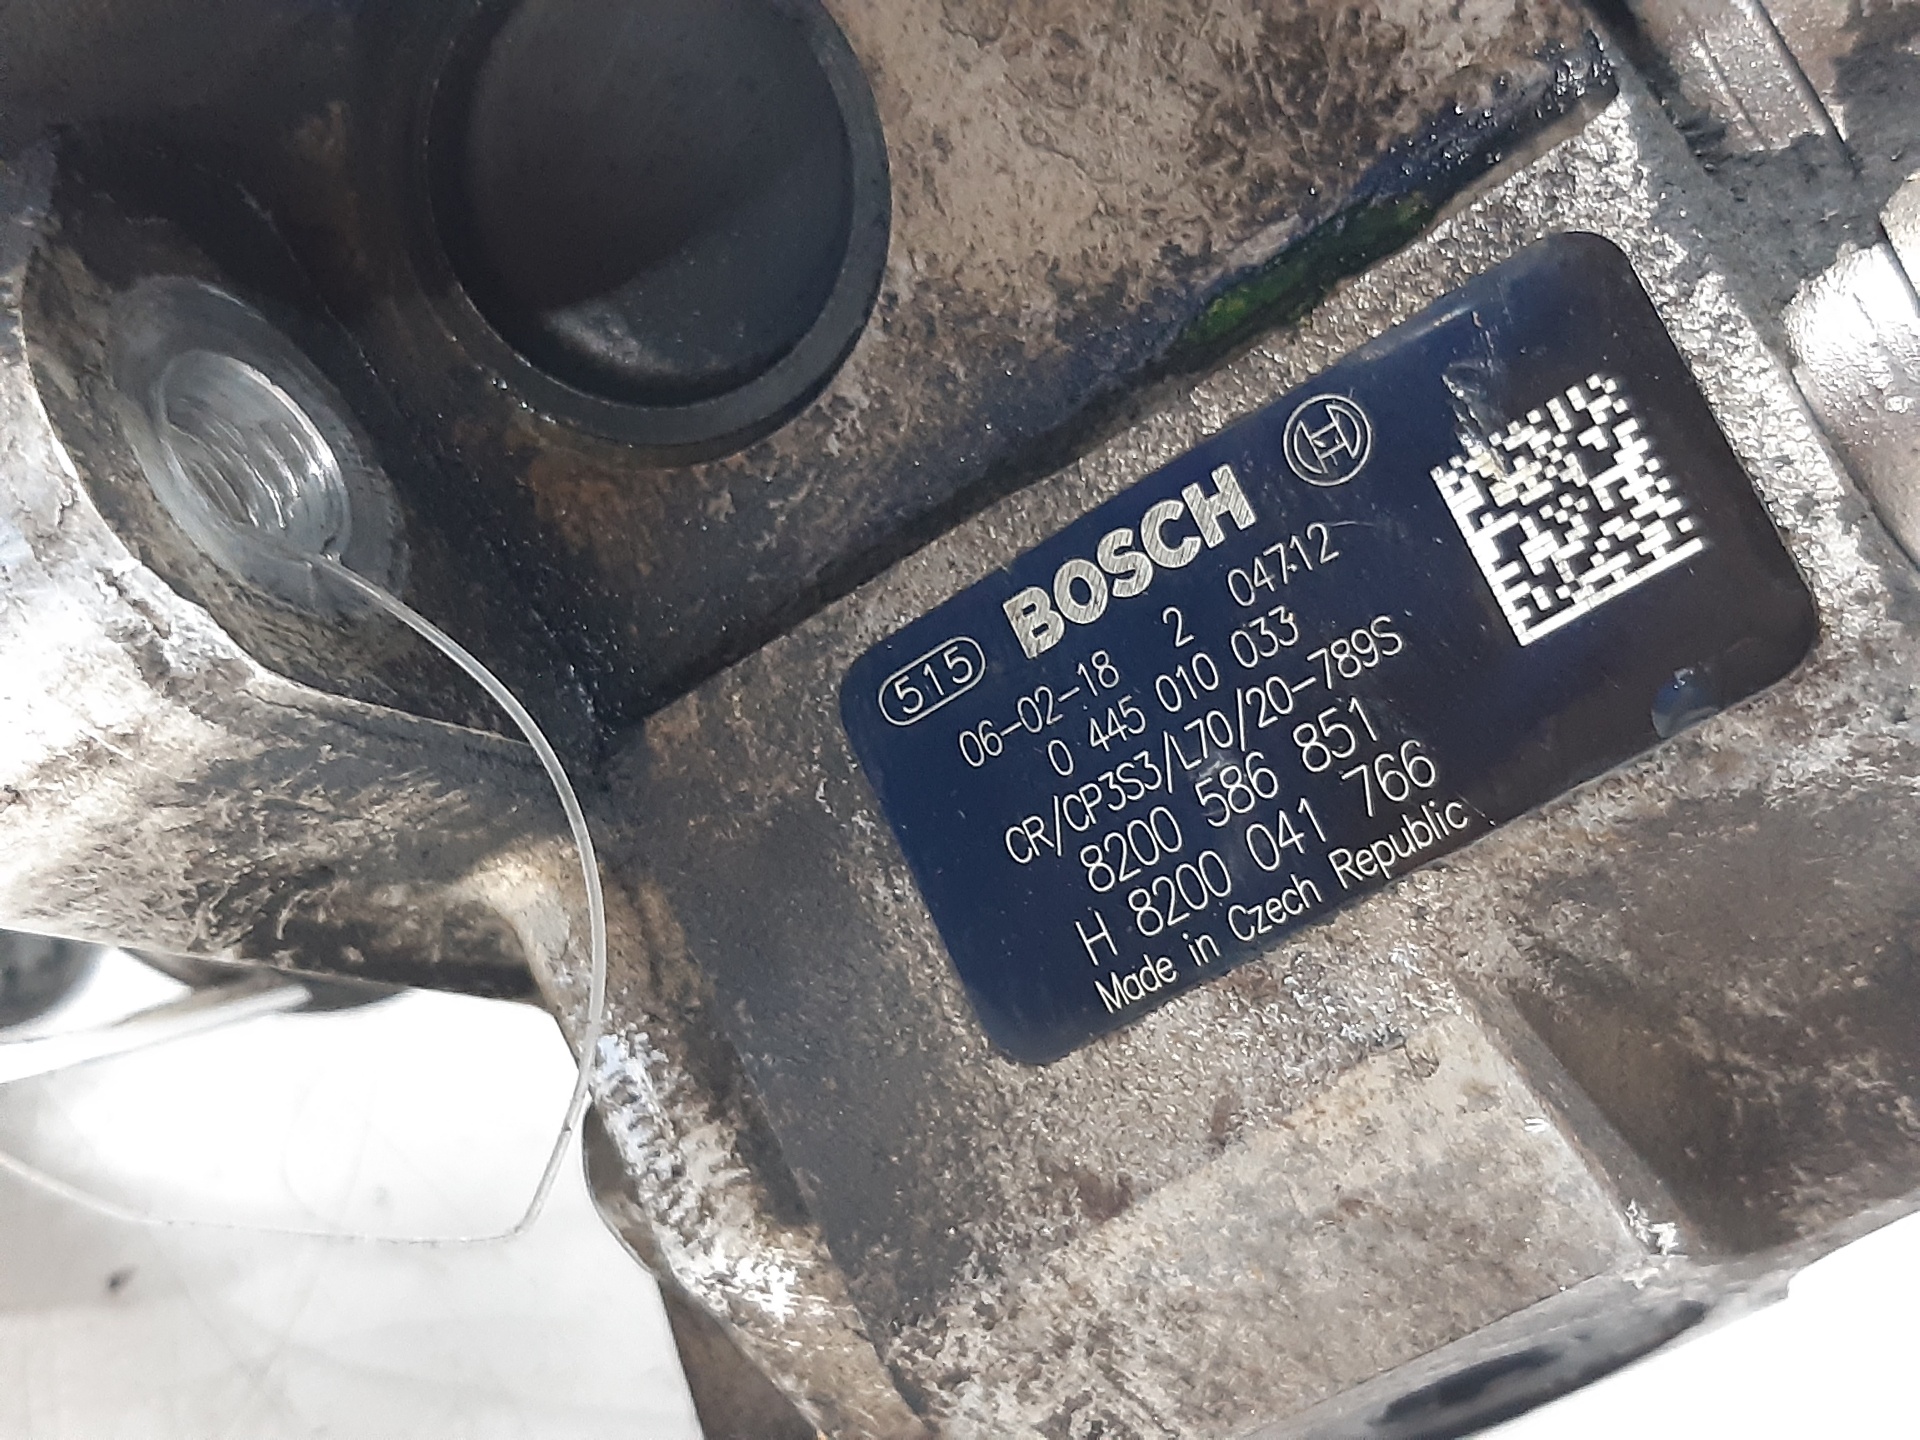 515 BOSCH
06-02-18 2 04712
0 445 010 033
CR/CP3S3/L70/20-789S
8200 586 851
H 8200 041 766
Made in Czech Republic